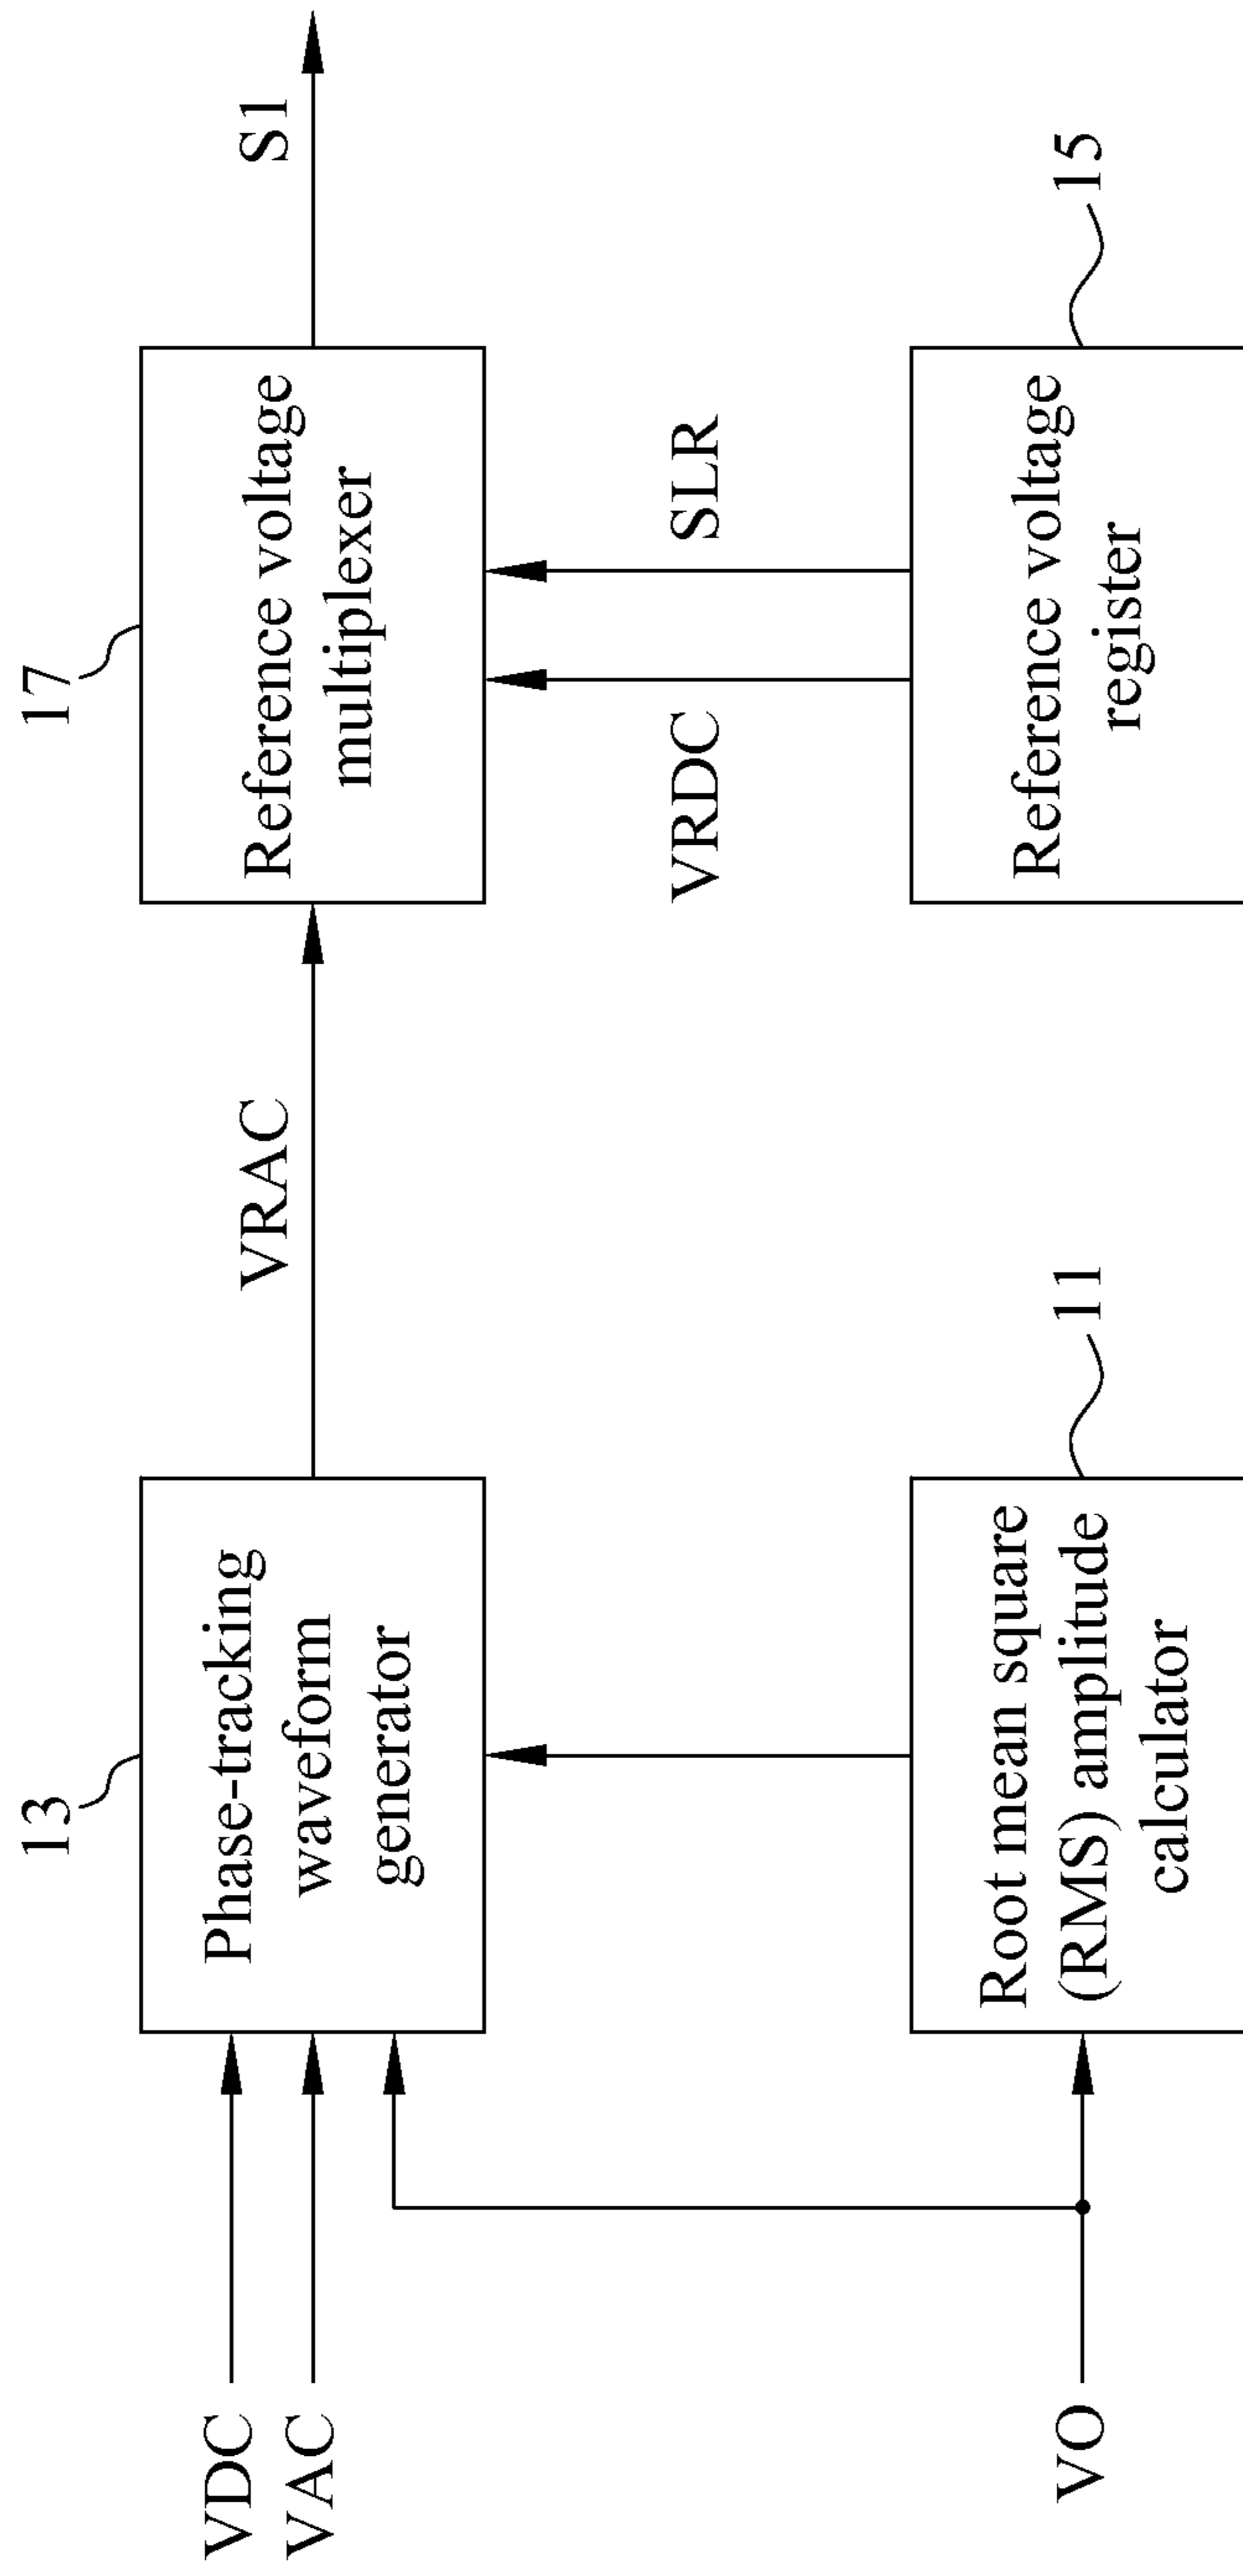 13
17
VDC
VAC
Phase-tracking
waveform
generator
VRAC
Reference voltage
multiplexer
S1
VRDC
SLR
VO
Root mean square
(RMS) amplitude
calculator
11
Reference voltage
register
15